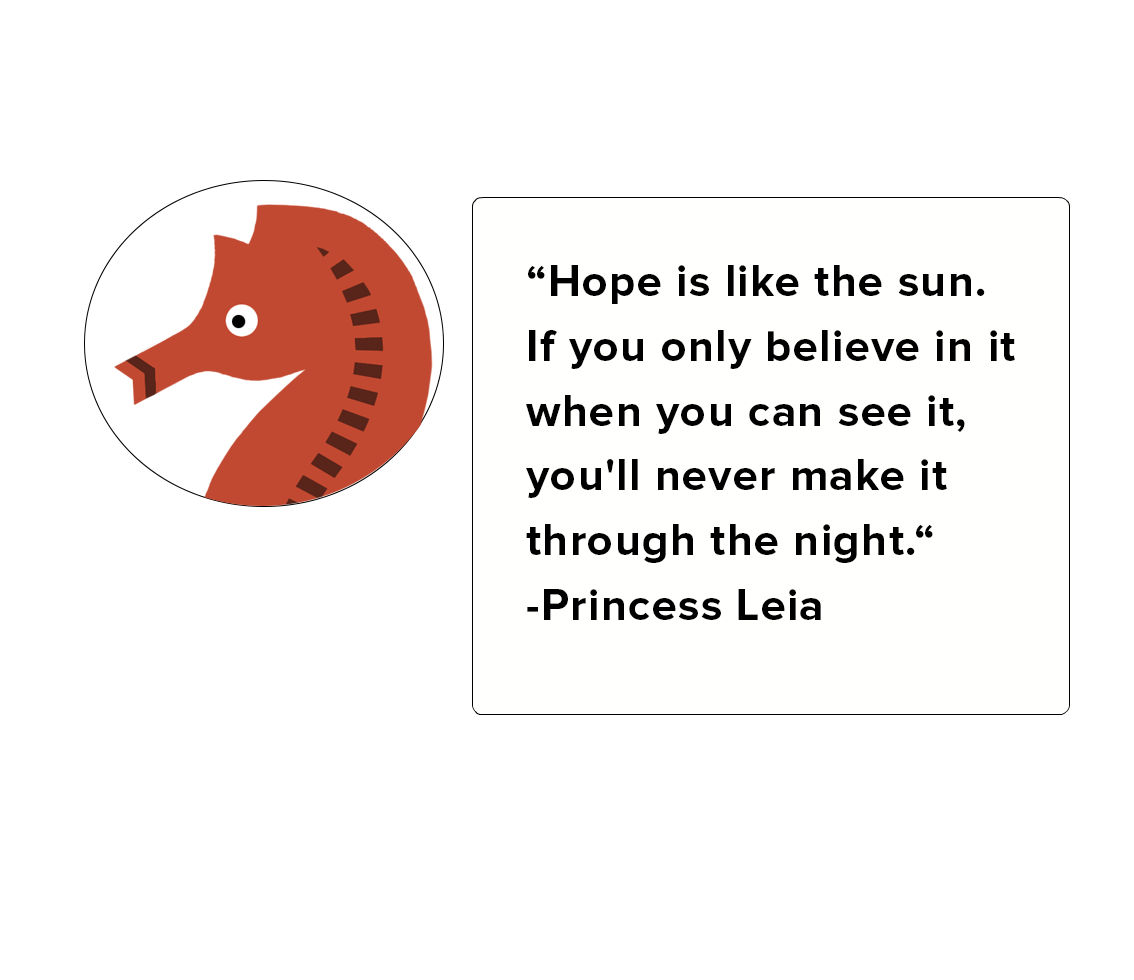 “Hope is like the sun.
If you only believe in it
when you can see it,
you'll never make it
through the night.“
-Princess Leia